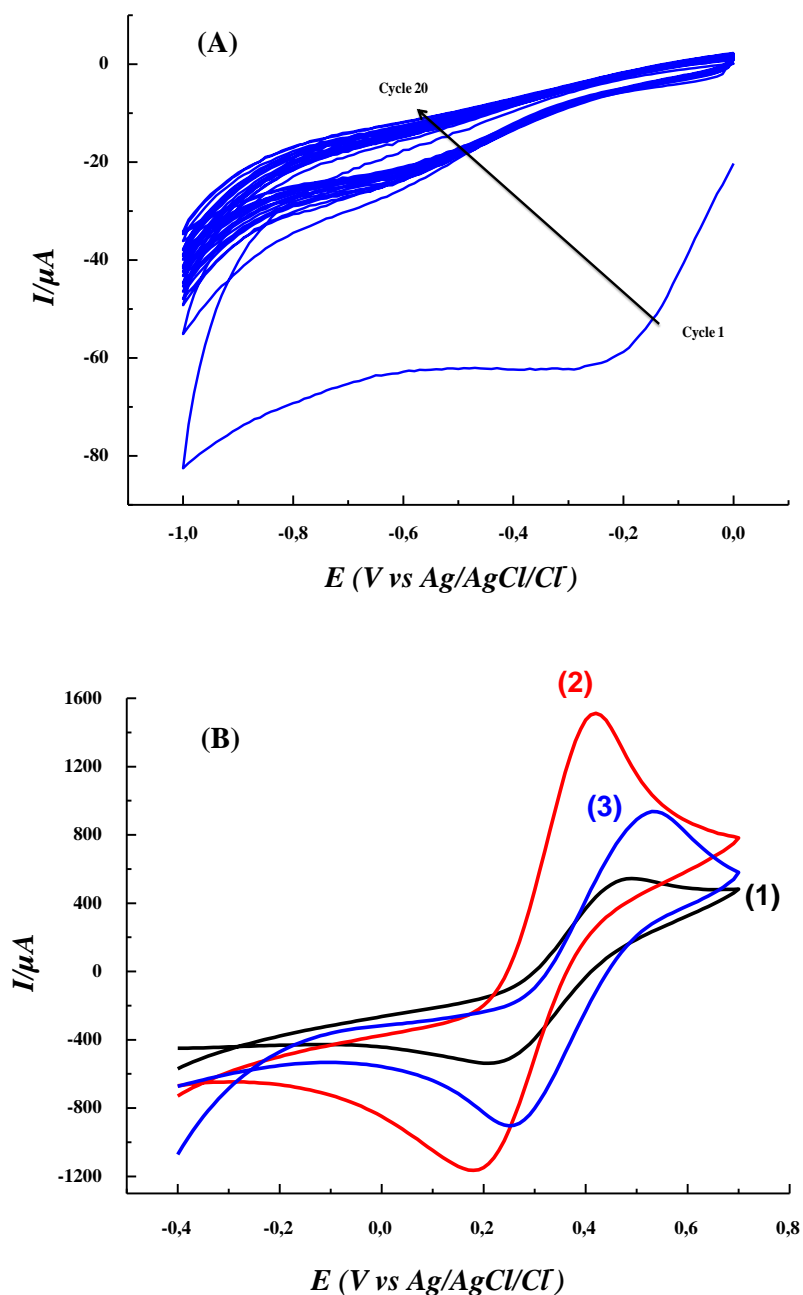 (A)
0
-20
-40
-60
-80
I/µA
Cycle 20
Cycle 1
-1,0 -0,8 -0,6 -0,4 -0,2 0,0
E (V vs Ag/AgCl/Cl⁻)
(B)
1600
1200
800
400
0
-400
-800
-1200
I/µA
(2)
(3)
(1)
-0,4 -0,2 0,0 0,2 0,4 0,6 0,8
E (V vs Ag/AgCl/Cl⁻)